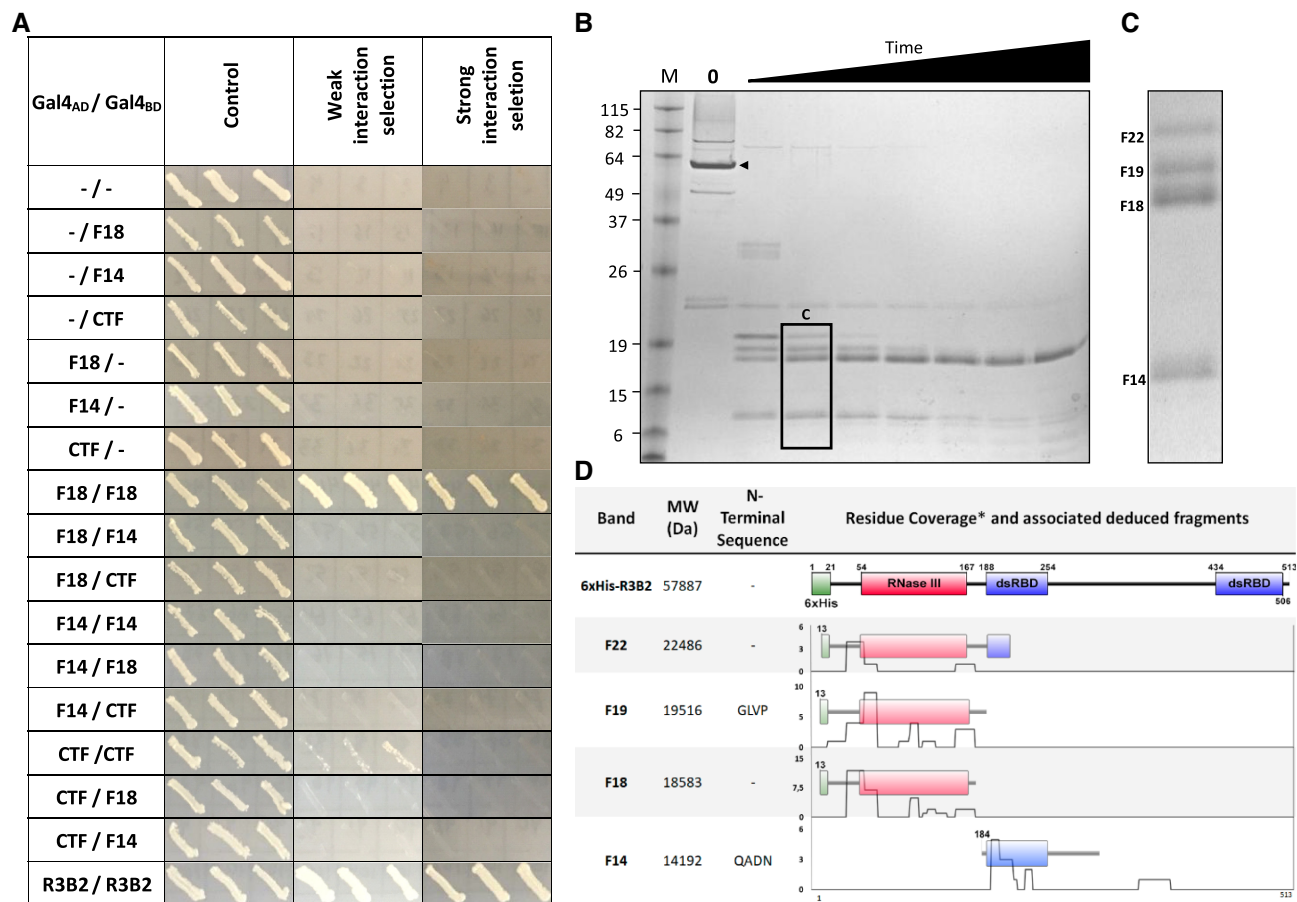 A
Gal4AD / Gal4BD
Control
Weak
interaction
selection
Strong
interaction
seletion
- / -
- / F18
- / F14
- / CTF
F18 / -
F14 / -
CTF / -
F18 / F18
F18 / F14
F18 / CTF
F14 / F14
F14 / F18
F14 / CTF
CTF /CTF
CTF / F18
CTF / F14
R3B2 / R3B2
B
Time
M 0
115
82
64
49
37
26
19
15
6
C
C
F22
F19
F18
F14
D
Band
MW
(Da)
N-
Terminal
Sequence
Residue Coverage* and associated deduced fragments
6xHis-R3B2 57887 -
1 21 54 167 188 254 434 513
RNase III dsRBD dsRBD
6xHis 506
F22 22486 -
6
3
0
13
F19 19516 GLVP
10
5
0
13
F18 18583 -
15
7,5
0
13
F14 14192 QADN
6
3
0
184
1 513